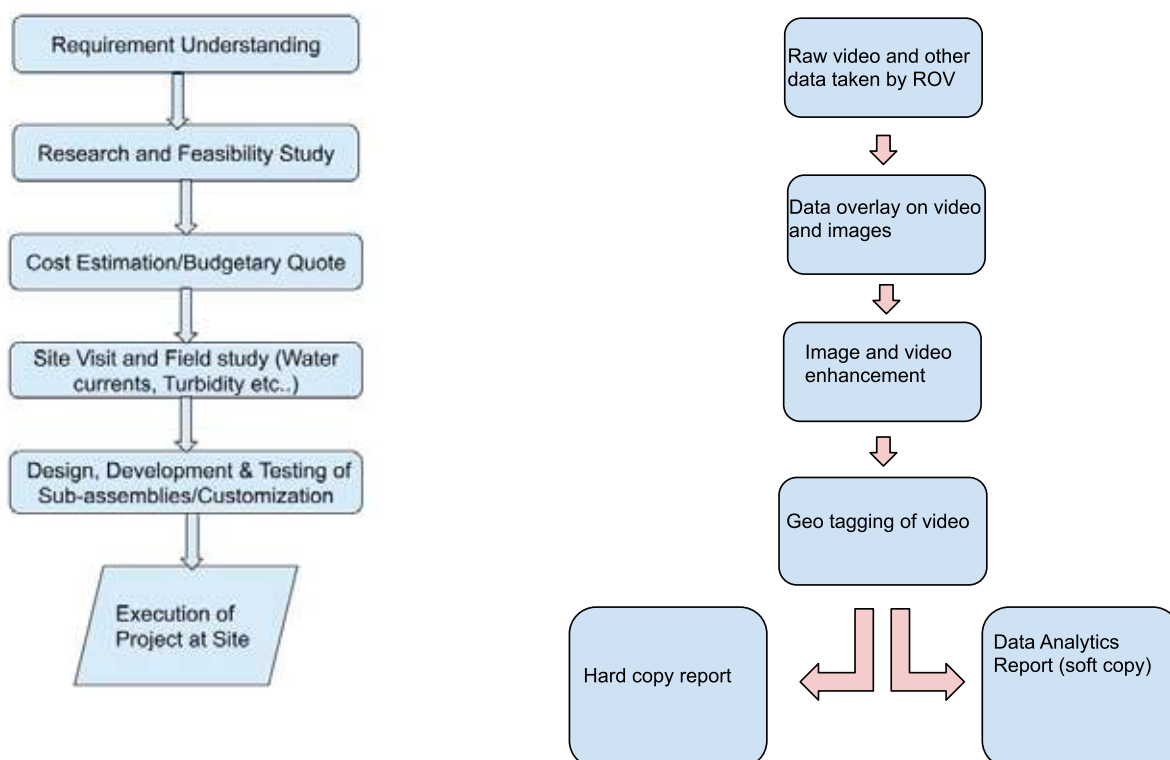 Requirement Understanding
Research and Feasibility Study
Cost Estimation/Budgetary Quote
Site Visit and Field study (Water
currents, Turbidity etc..)
Design, Development & Testing of
Sub-assemblies/Customization
Execution of
Project at Site
Raw video and other
data taken by ROV
Data overlay on video
and images
Image and video
enhancement
Geo tagging of video
Hard copy report
Data Analytics
Report (soft copy)